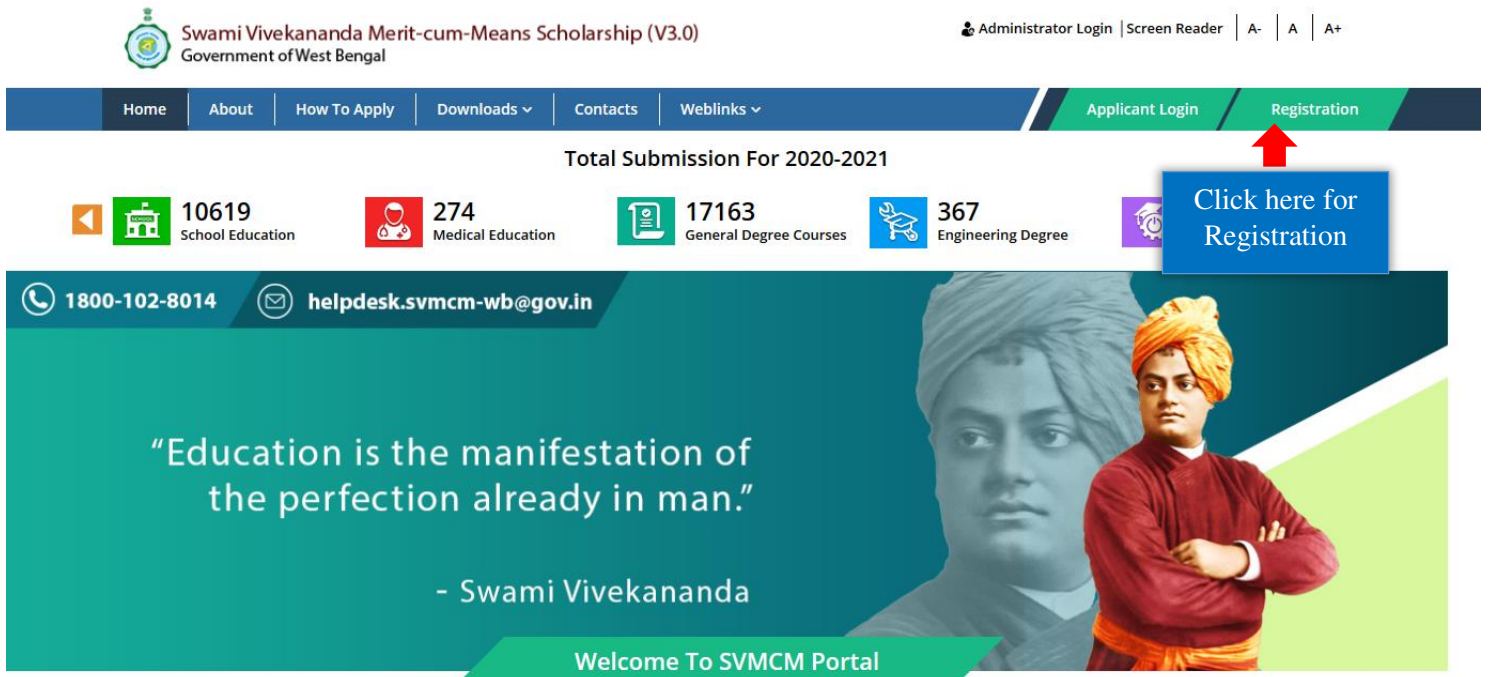 Swami Vivekananda Merit-cum-Means Scholarship (V3.0)
Government of West Bengal
Administrator Login | Screen Reader | A- | A | A+
Home | About | How To Apply | Downloads | Contacts | Weblinks
Applicant Login
Registration
Total Submission For 2020-2021
10619
School Education
274
Medical Education
17163
General Degree Courses
367
Engineering Degree
Click here for
Registration
1800-102-8014
helpdesk.svmcm-wb@gov.in
“Education is the manifestation of
the perfection already in man.”
- Swami Vivekananda
Welcome To SVMCM Portal